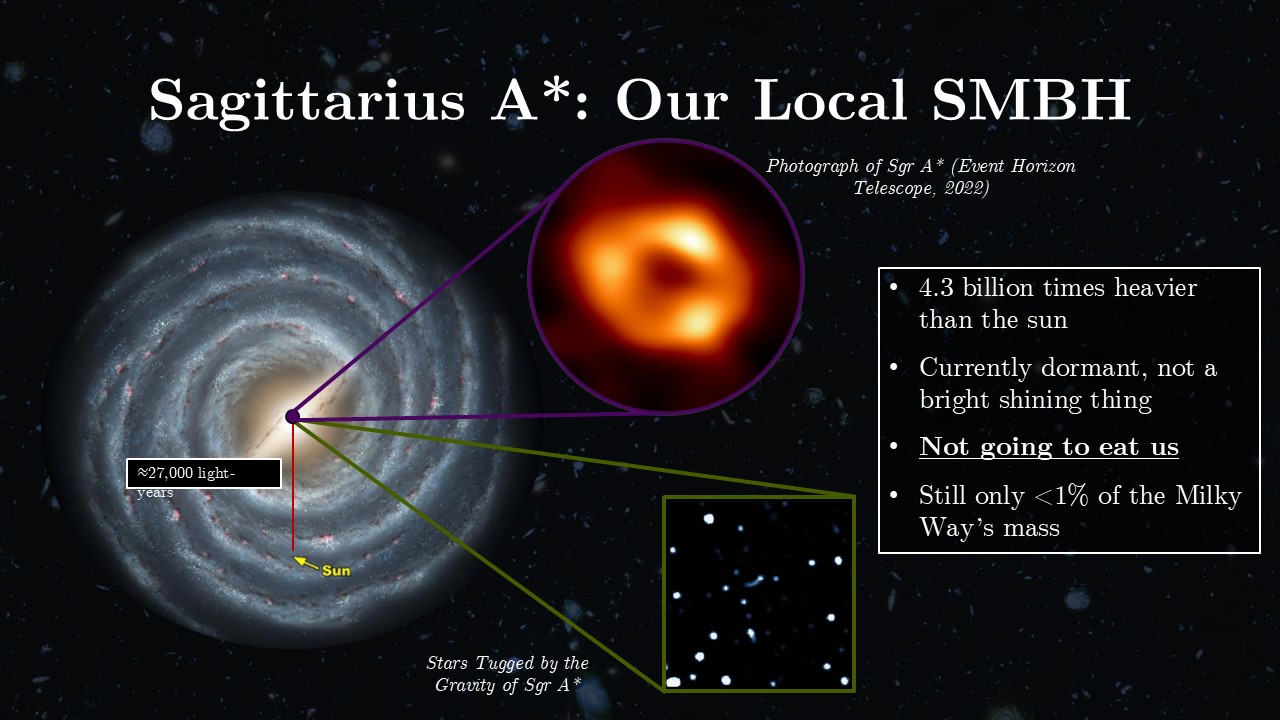 Sagittarius A*: Our Local SMBH
Photograph of Sgr A* (Event Horizon
Telescope, 2022)
• 4.3 billion times heavier
than the sun
• Currently dormant, not a
bright shining thing
• Not going to eat us
• Still only <1% of the Milky
Way's mass
≈27,000 light-
years
Sun
Stars Tugged by the
Gravity of Sgr A*